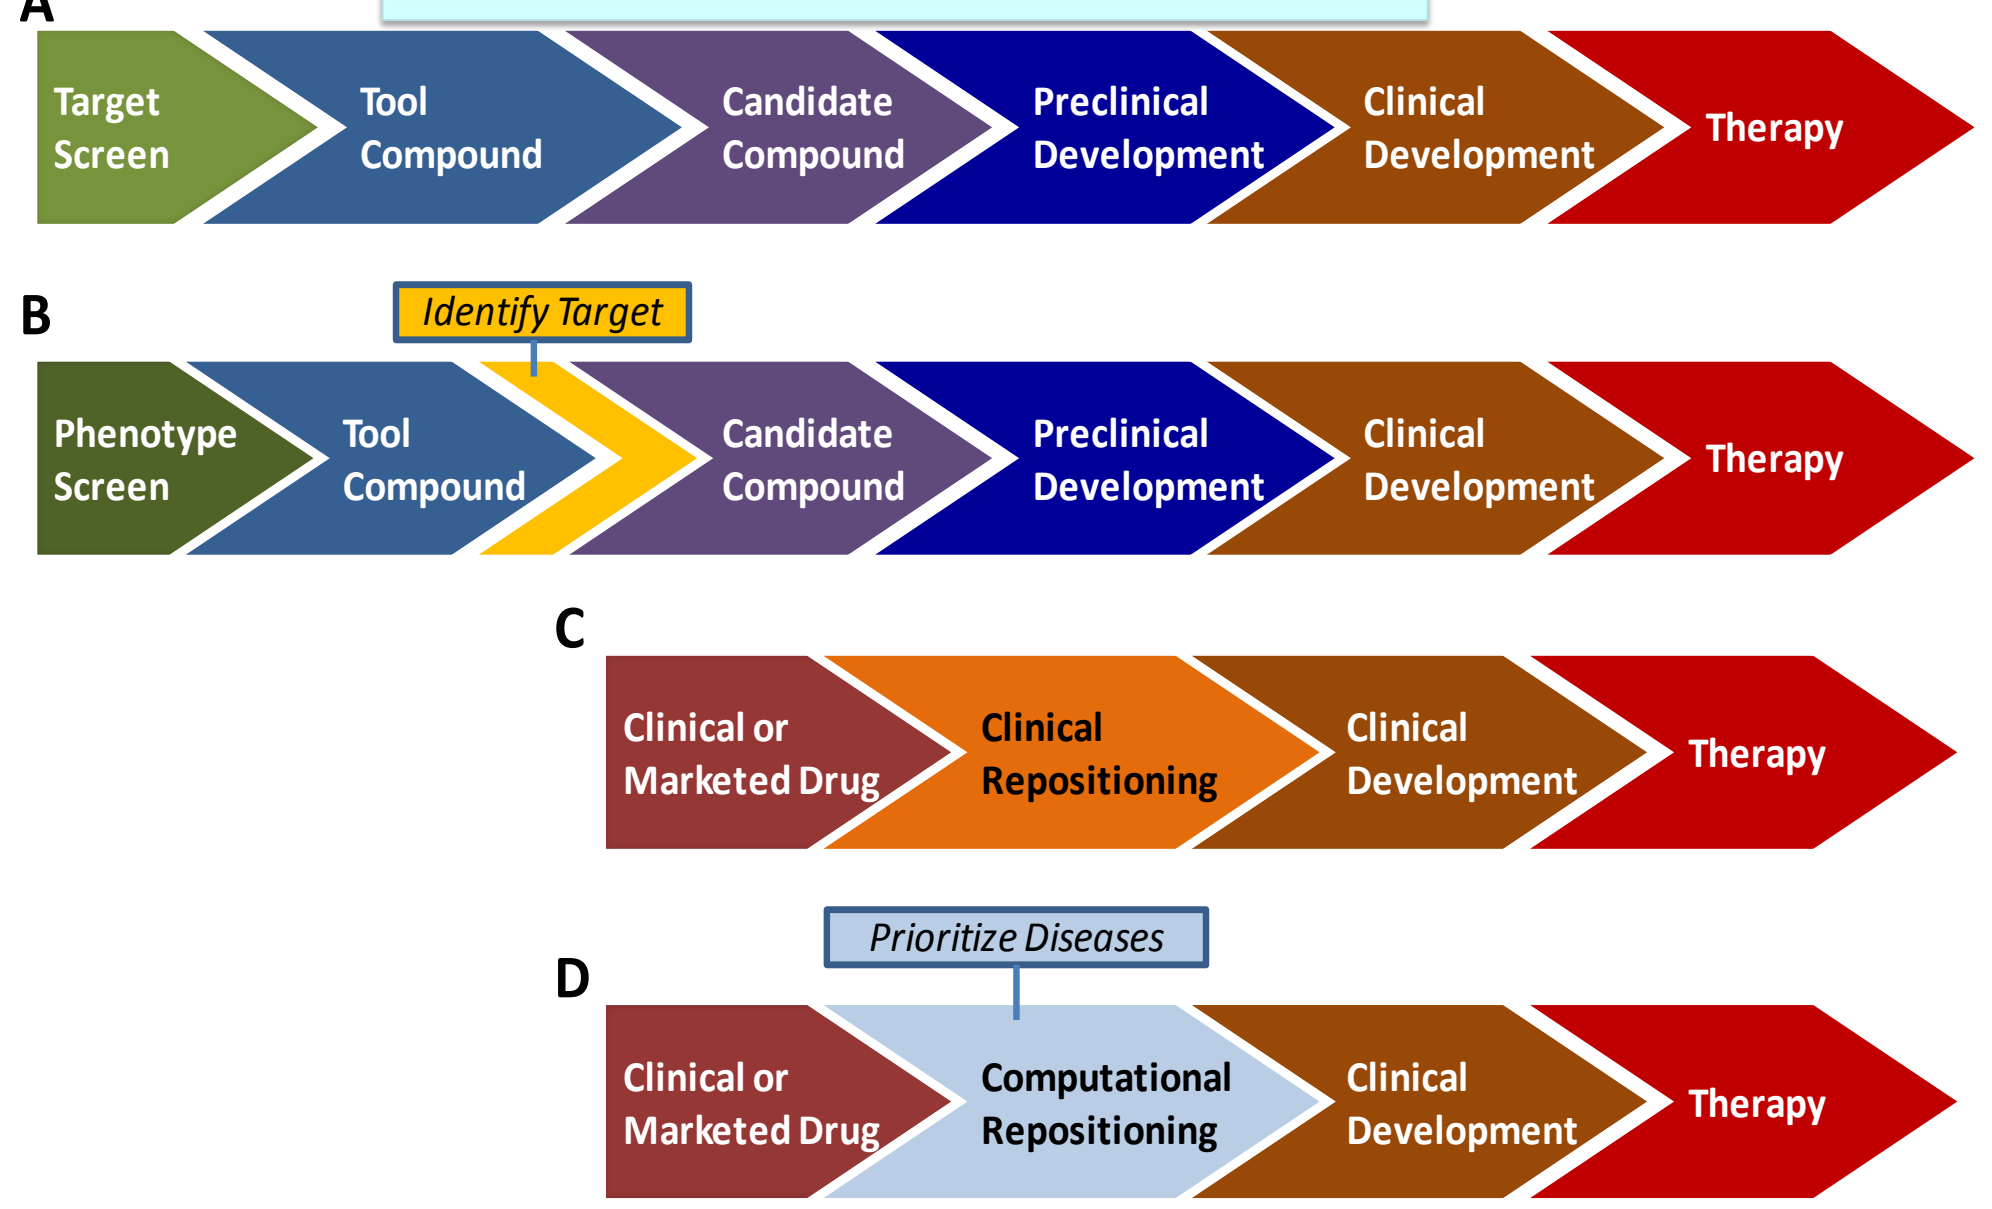 A
Target
Screen
Tool
Compound
Candidate
Compound
Preclinical
Development
Clinical
Development
Therapy
B
Identify Target
Phenotype
Screen
Tool
Compound
Candidate
Compound
Preclinical
Development
Clinical
Development
Therapy
C
Clinical or
Marketed Drug
Clinical
Repositioning
Clinical
Development
Therapy
Prioritize Diseases
D
Clinical or
Marketed Drug
Computational
Repositioning
Clinical
Development
Therapy